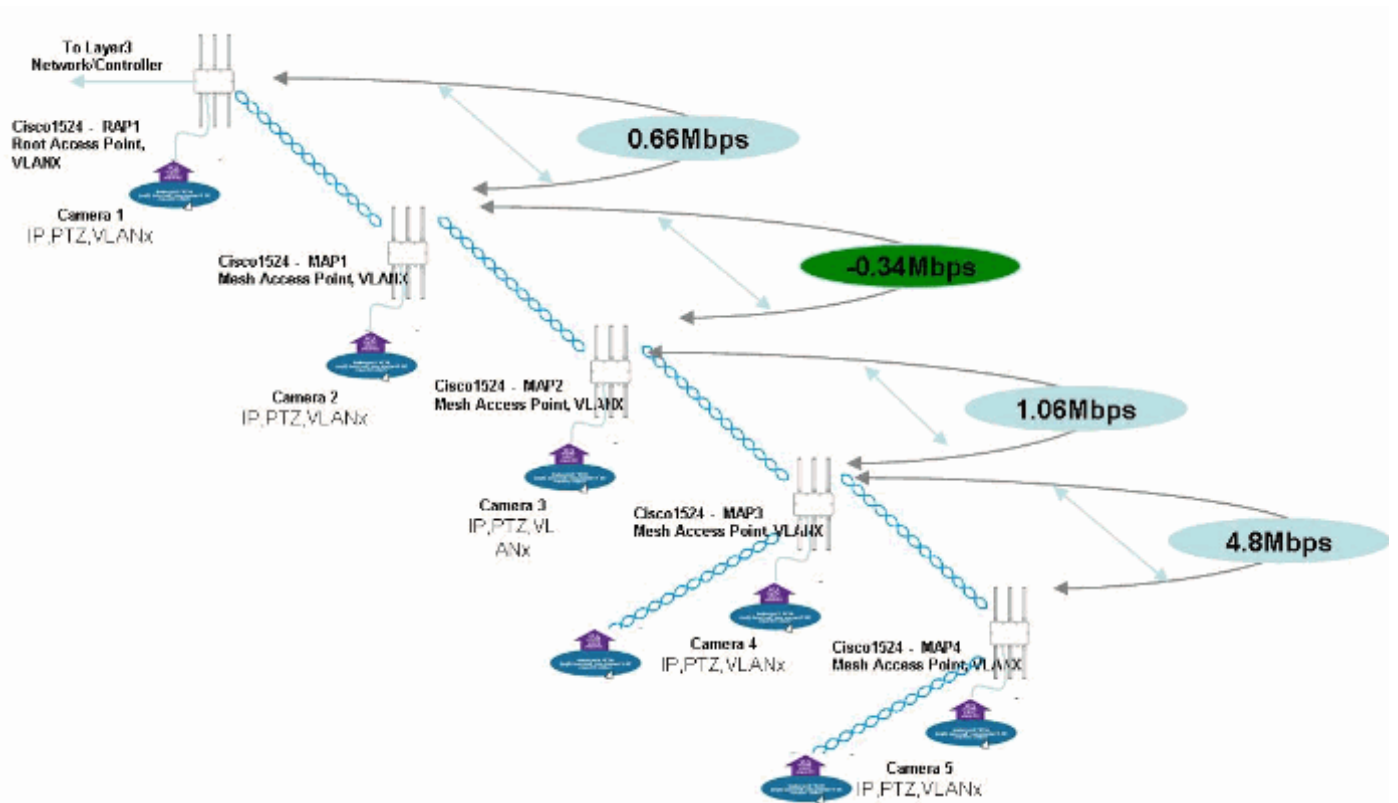 To Layer3
Network/Controller
Cisco1524 - RAP1
Root Access Point,
VLANX
0.66Mbps
Camera 1
IP,PTZ,VLANx
Cisco1524 - MAP1
Mesh Access Point, VLANX
-0.34Mbps
Camera 2
IP,PTZ,VLANx
Cisco1524 - MAP2
Mesh Access Point, VLANX
1.06Mbps
Camera 3
IP,PTZ,VL
ANx
Cisco1524 - MAP3
Mesh Access Point, VLANX
4.8Mbps
Camera 4
IP,PTZ,VLANx
Cisco1524 - MAP4
Mesh Access Point, VLANX
Camera 5
IP,PTZ,VLANx